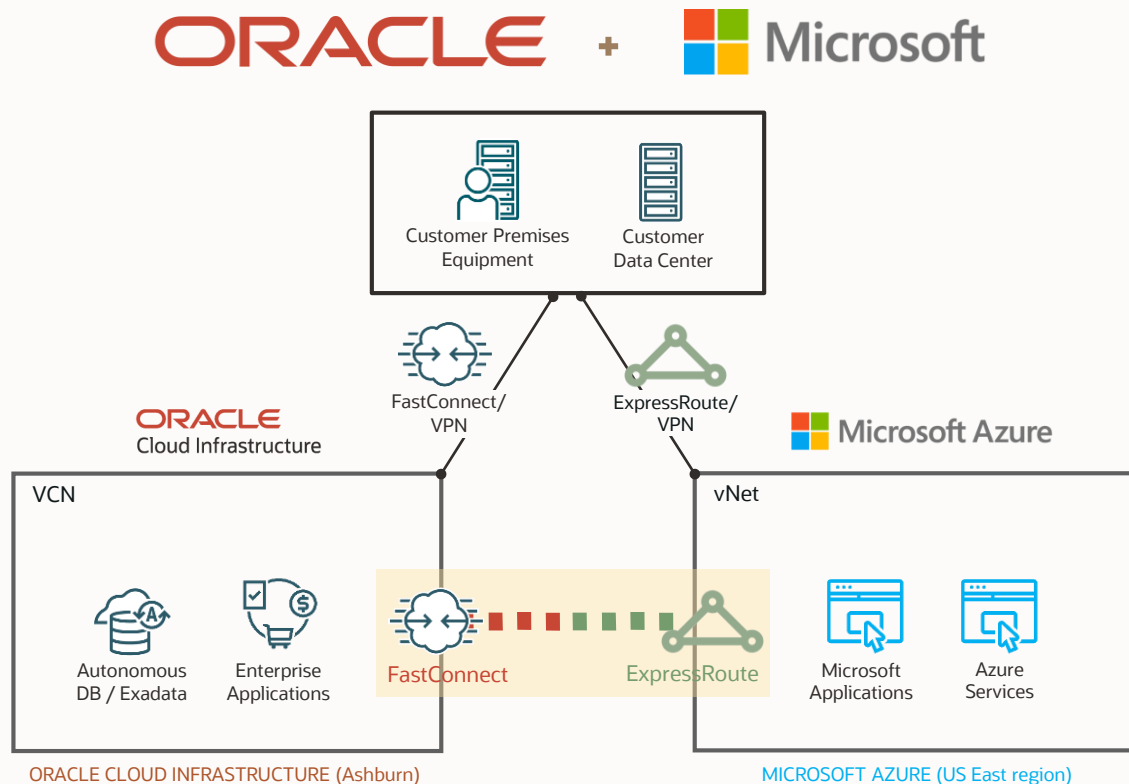 ORACLE + Microsoft
Customer Premises
Equipment
Customer
Data Center
FastConnect/
VPN
ExpressRoute/
VPN
ORACLE
Cloud Infrastructure
Microsoft Azure
VCN
vNet
Autonomous
DB / Exadata
Enterprise
Applications
FastConnect
ExpressRoute
Microsoft
Applications
Azure
Services
ORACLE CLOUD INFRASTRUCTURE (Ashburn)
MICROSOFT AZURE (US East region)